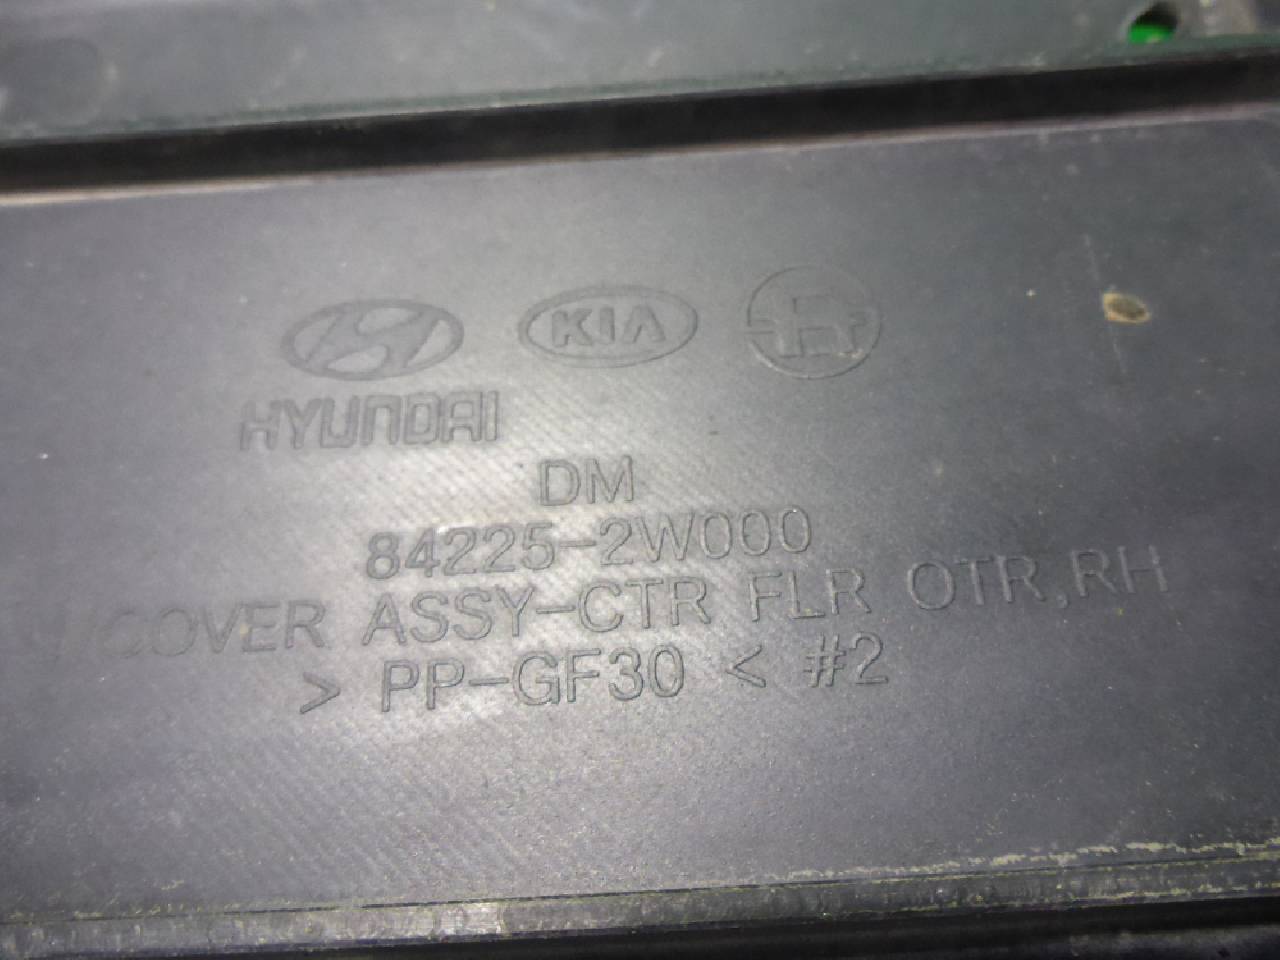 KIA
HYUNDAI
DM
84225-2W000
COVER ASSY-CTR FLR OTR,RH
> PP-GF30 < #2